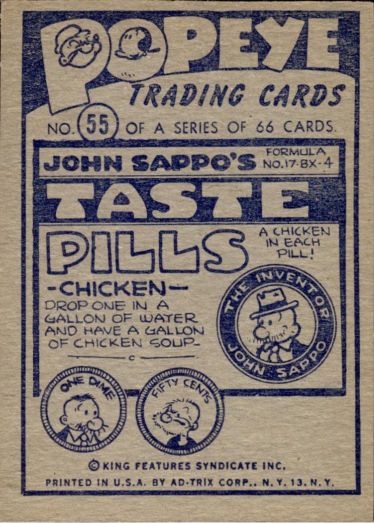 POPEYE
TRADING CARDS
NO. 55 OF A SERIES OF 66 CARDS.
JOHN SAPPO'S FORMULA NO.17-BX-4
TASTE
PILLS
A CHICKEN
IN EACH
PILL!
-CHICKEN-
DROP ONE IN A
GALLON OF WATER
AND HAVE A GALLON
OF CHICKEN SOUP-
C
THE INVENTOR
JOHN SAPPO
ONE DIME
FIFTY CENTS
© KING FEATURES SYNDICATE INC.
PRINTED IN U.S.A. BY AD-TRIX CORP., N.Y. 13, N.Y.